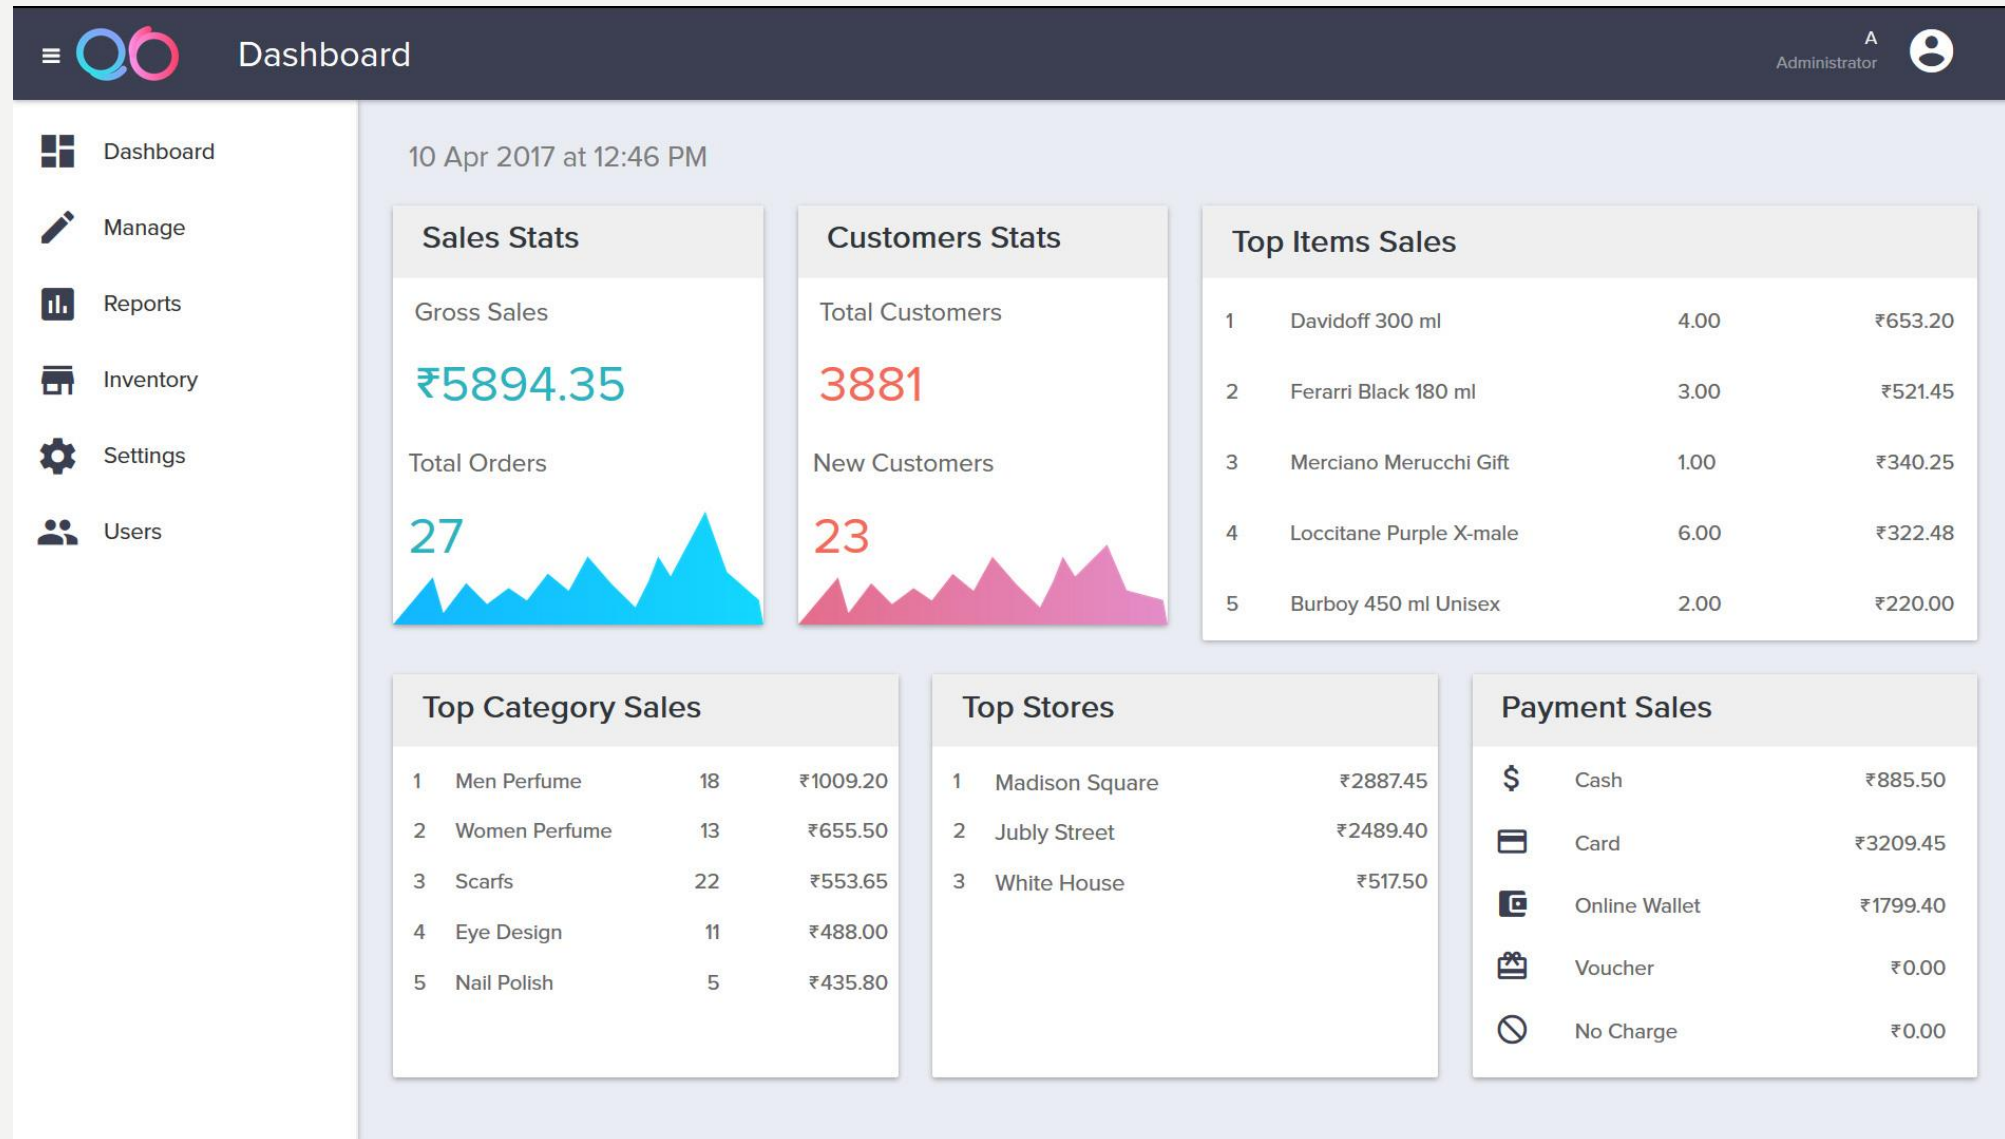 Dashboard
A
Administrator
Dashboard
Manage
Reports
Inventory
Settings
Users
10 Apr 2017 at 12:46 PM
Sales Stats
Gross Sales
₹5894.35
Total Orders
27
Customers Stats
Total Customers
3881
New Customers
23
Top Items Sales
1 Davidoff 300 ml 4.00 ₹653.20
2 Ferarri Black 180 ml 3.00 ₹521.45
3 Merciano Merucchi Gift 1.00 ₹340.25
4 Loccitane Purple X-male 6.00 ₹322.48
5 Burboy 450 ml Unisex 2.00 ₹220.00
Top Category Sales
1 Men Perfume 18 ₹1009.20
2 Women Perfume 13 ₹655.50
3 Scarfs 22 ₹553.65
4 Eye Design 11 ₹488.00
5 Nail Polish 5 ₹435.80
Top Stores
1 Madison Square ₹2887.45
2 Jubly Street ₹2489.40
3 White House ₹517.50
Payment Sales
Cash ₹885.50
Card ₹3209.45
Online Wallet ₹1799.40
Voucher ₹0.00
No Charge ₹0.00